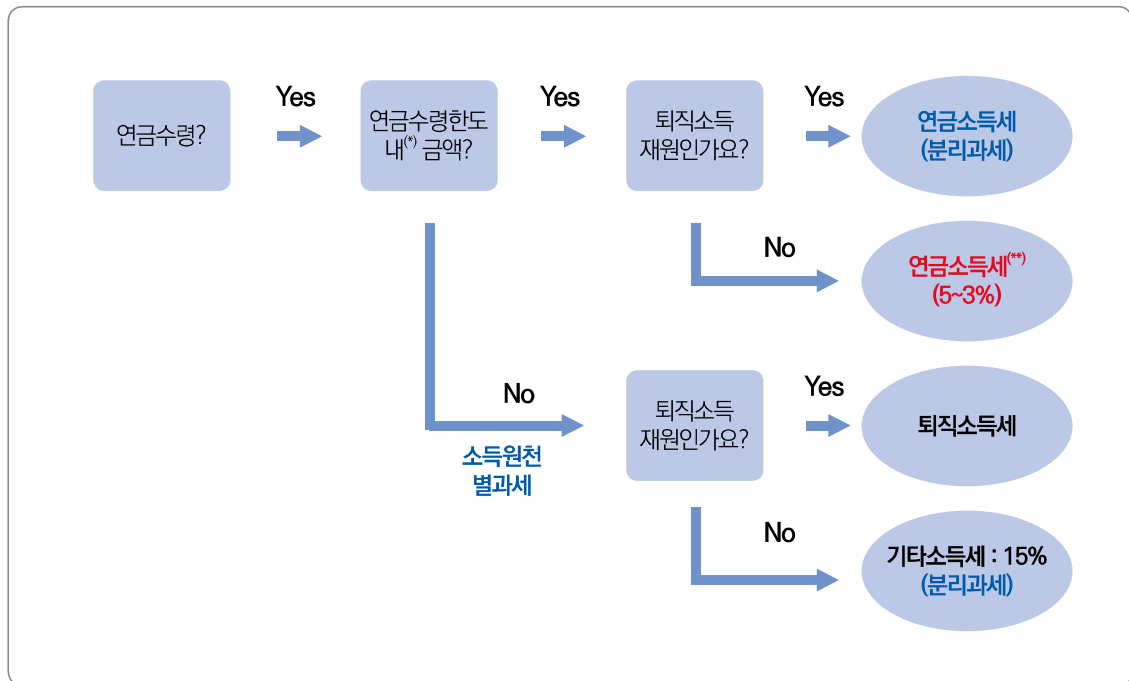 연금수령?
Yes
연금수령한도
내(*) 금액?
Yes
퇴직소득
재원인가요?
Yes
연금소득세
(분리과세)
No
연금소득세(**)
(5~3%)
No
소득원천
별과세
퇴직소득
재원인가요?
Yes
퇴직소득세
No
기타소득세 : 15%
(분리과세)